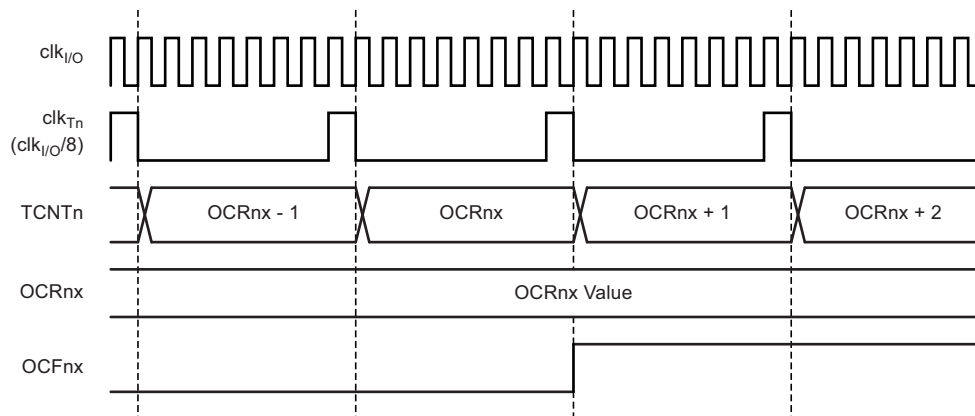 clkI/O
clkTn
(clkI/O/8)
TCNTn OCRnx - 1 OCRnx OCRnx + 1 OCRnx + 2
OCRnx OCRnx Value
OCFnx